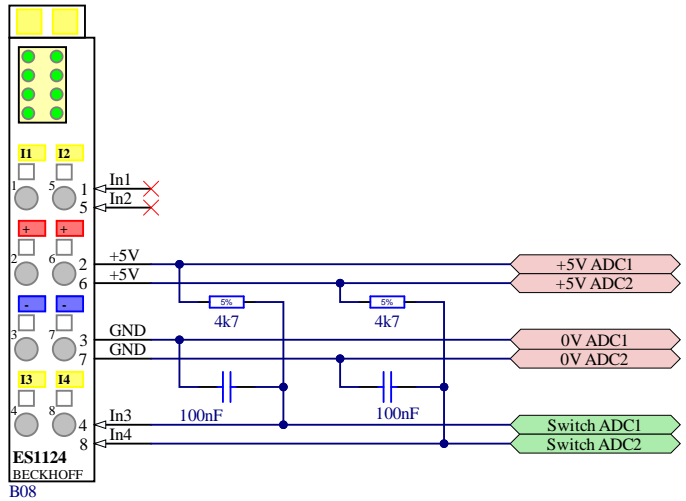 I1 I2
1 5
In1
1
In2
5
+ +
2 6
+5V
2
+5V
6
+5V ADC1
+5V ADC2
5% 5%
4k7 4k7
- -
3 7
GND
3
GND
7
0V ADC1
0V ADC2
I3 I4
4 8
100nF 100nF
In3
4
In4
8
Switch ADC1
Switch ADC2
ES1124
BECKHOFF
B08